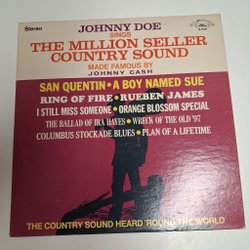 Stereo
JOHNNY DOE
SINGS
THE MILLION SELLER
COUNTRY SOUND
MADE FAMOUS BY
JOHNNY CASH
SAN QUENTIN • A BOY NAMED SUE
RING OF FIRE • RUEBEN JAMES
I STILL MISS SOMEONE • ORANGE BLOSSOM SPECIAL
THE BALLAD OF IRA HAYES • WRECK OF THE OLD '97
COLUMBUS STOCKADE BLUES • PLAN OF A LIFETIME
THE COUNTRY SOUND HEARD 'ROUND THE WORLD